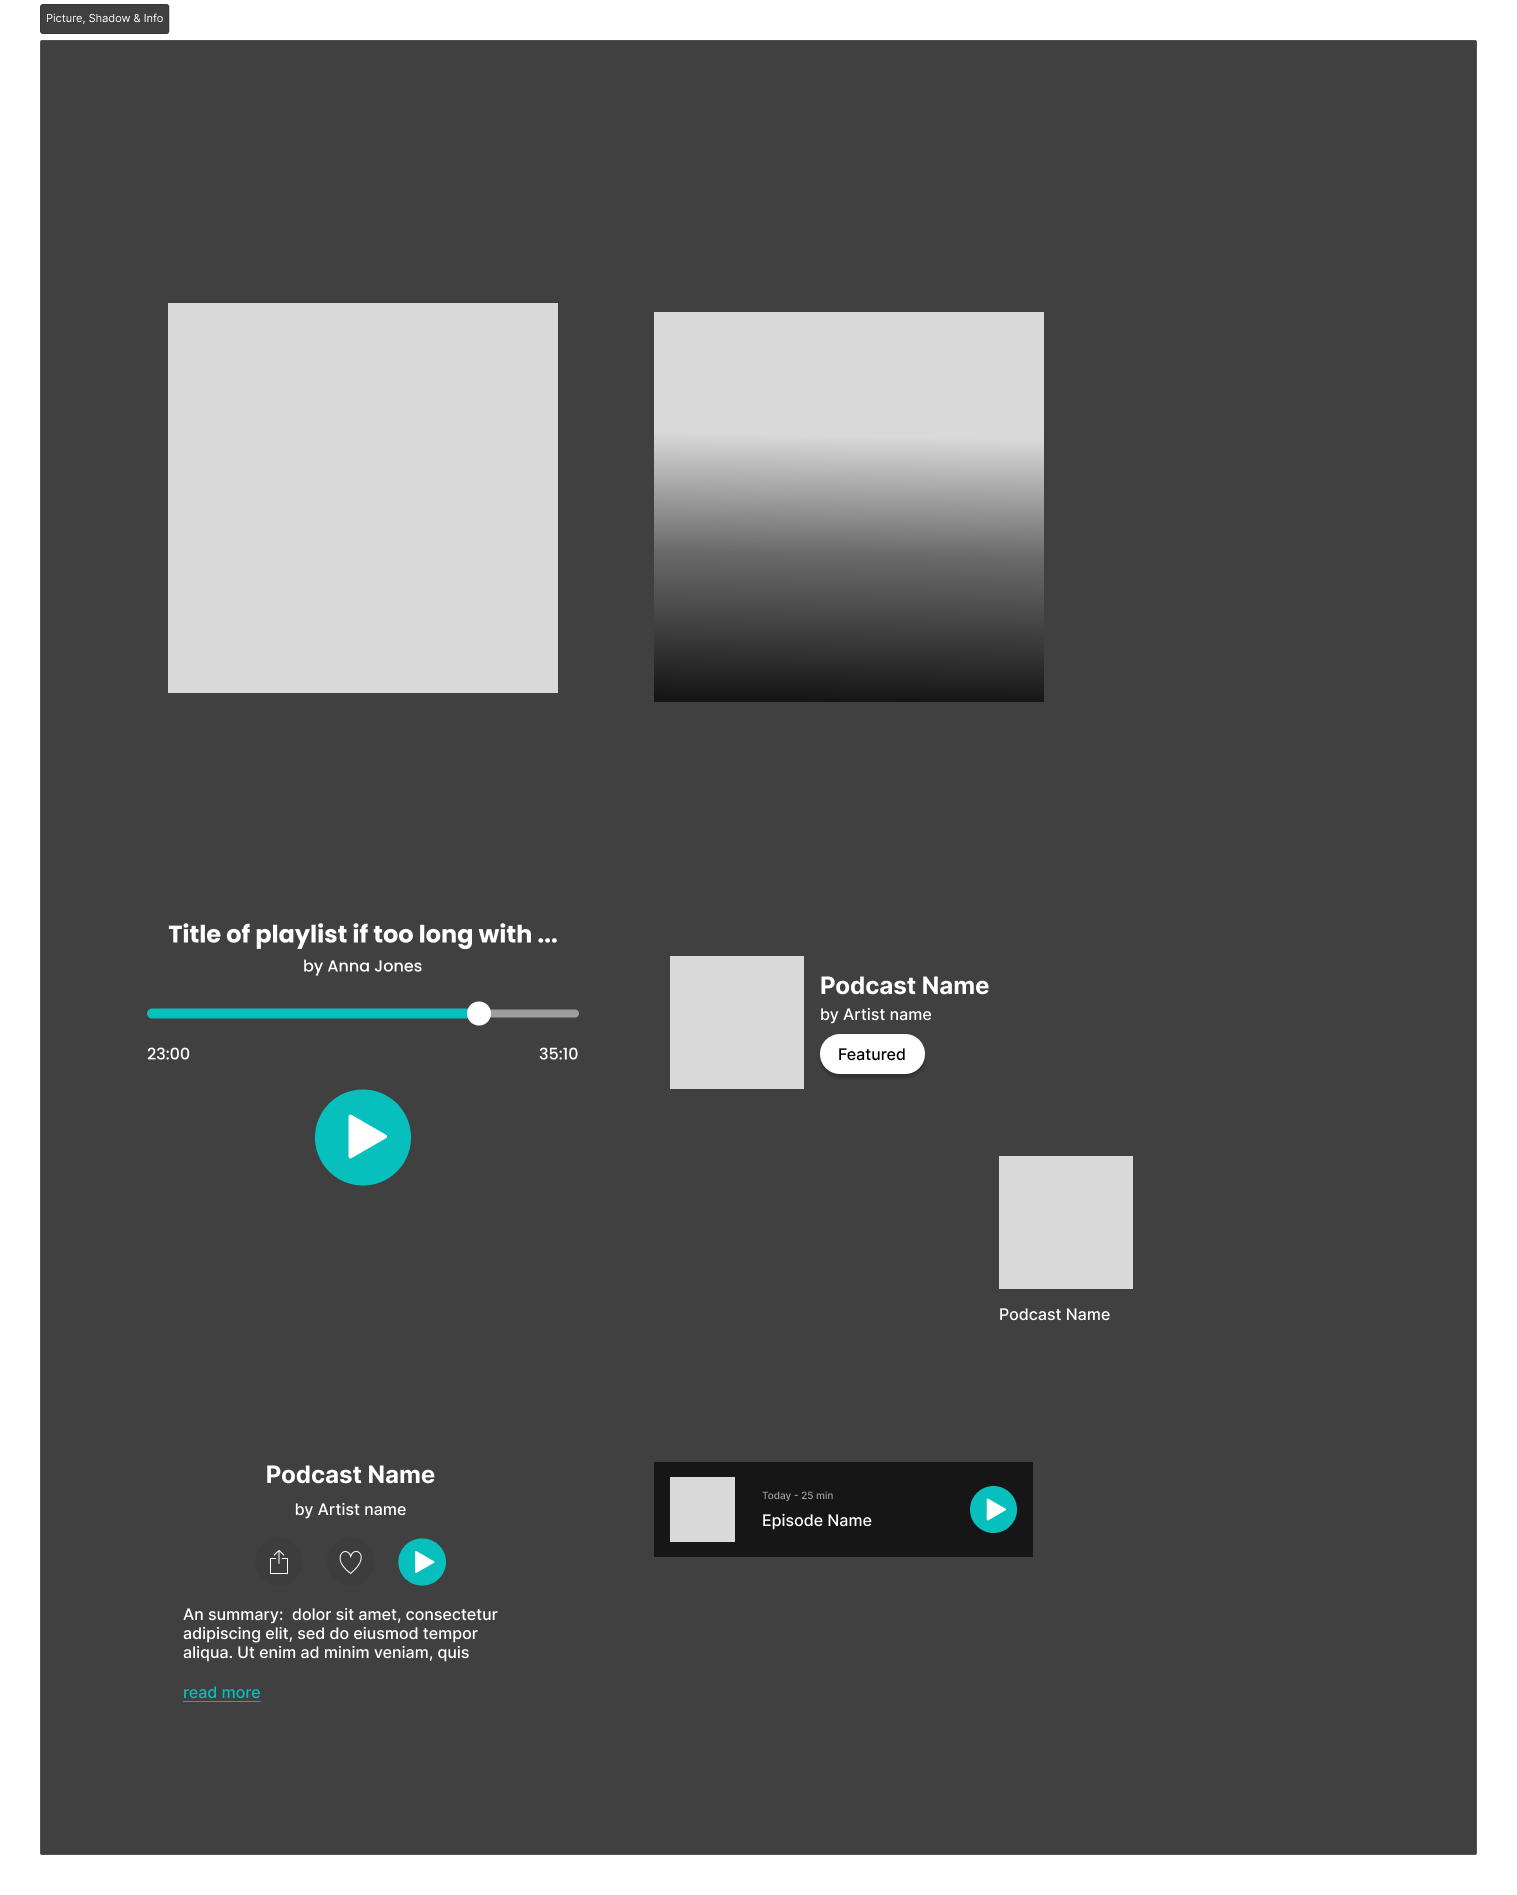 Picture, Shadow & Info
Title of playlist if too long with ...
by Anna Jones
23:00
35:10
Podcast Name
by Artist name
Featured
Podcast Name
Podcast Name
by Artist name
An summary:  dolor sit amet, consectetur
adipiscing elit, sed do eiusmod tempor
aliqua. Ut enim ad minim veniam, quis
read more
Today - 25 min
Episode Name